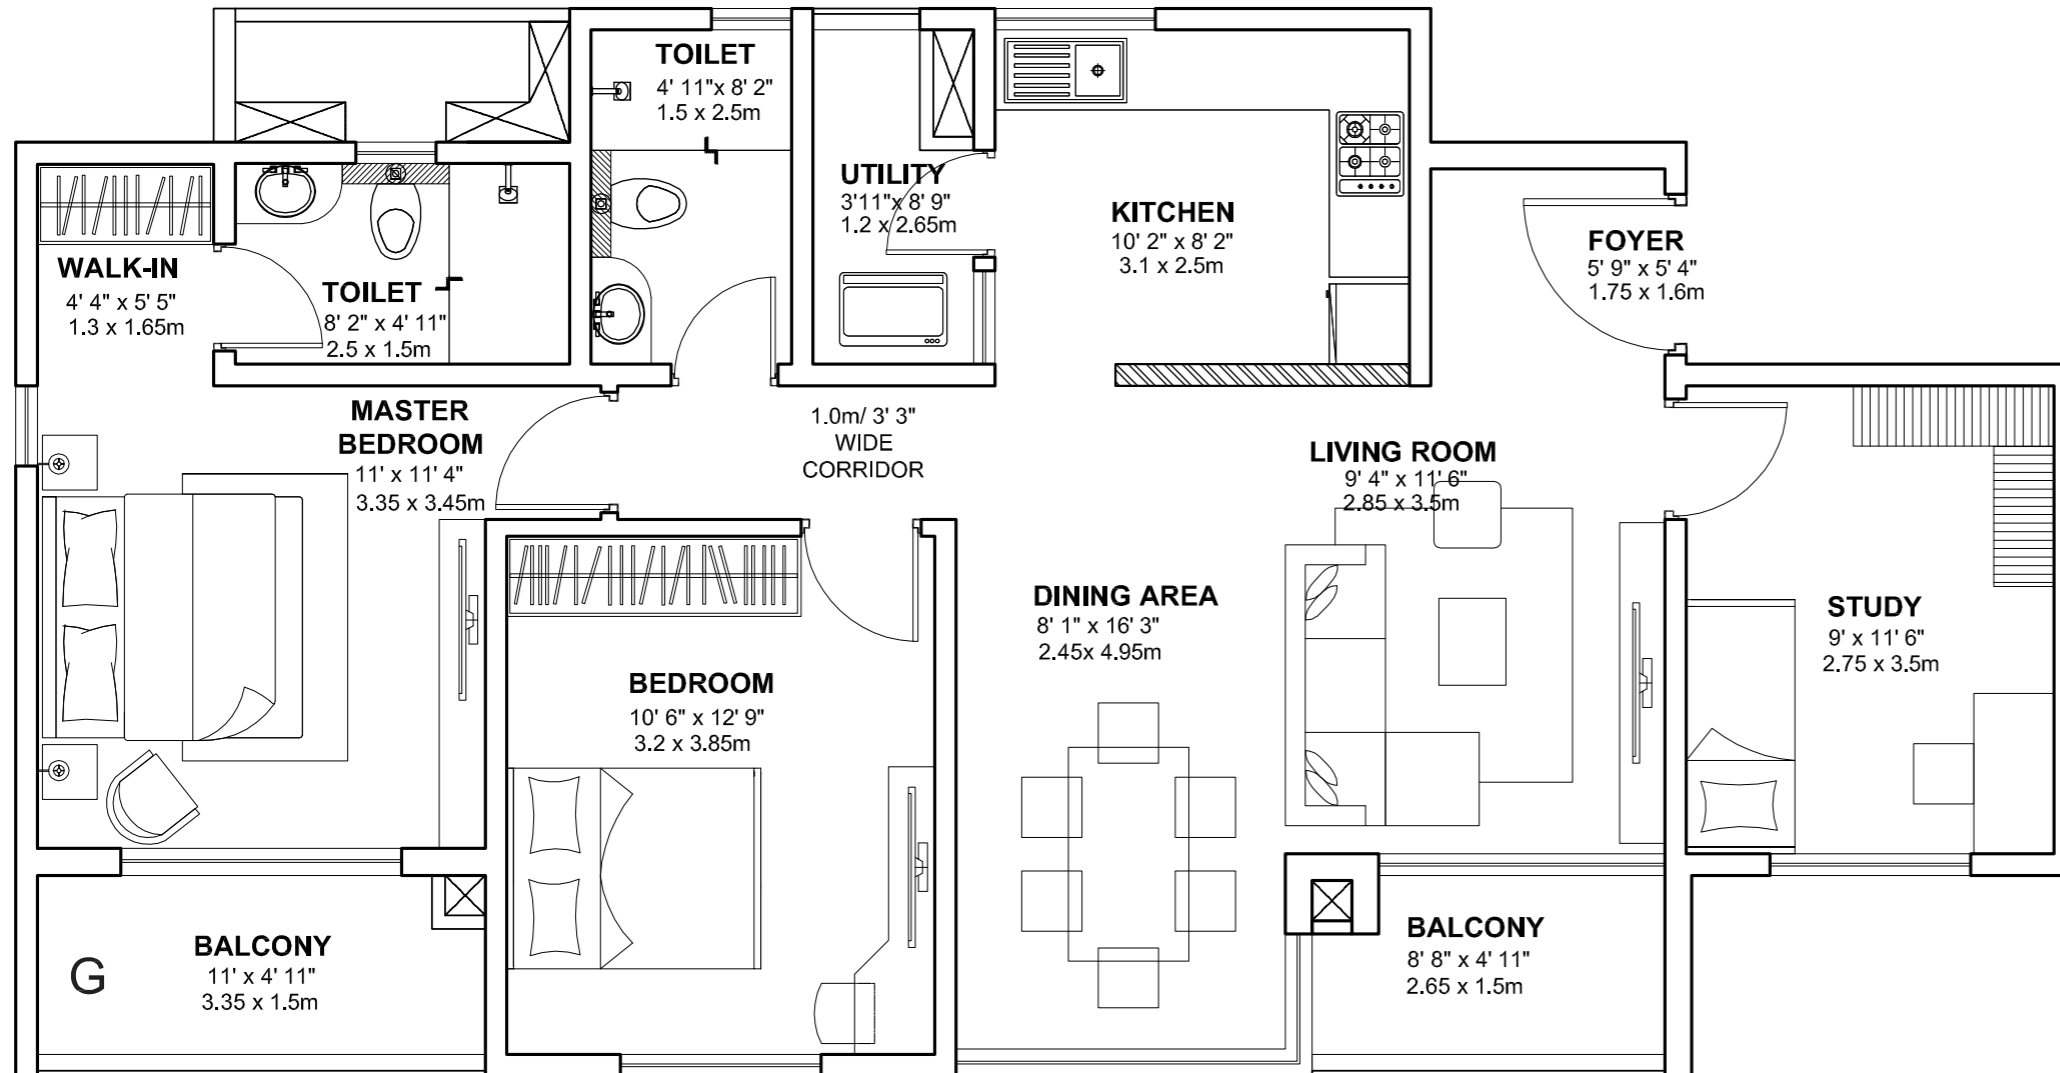 TOILET
4' 11"x 8' 2"
1.5 x 2.5m
UTILITY
3'11"x 8' 9"
1.2 x 2.65m
KITCHEN
10' 2" x 8' 2"
3.1 x 2.5m
FOYER
5' 9" x 5' 4"
1.75 x 1.6m
WALK-IN
4' 4" x 5' 5"
1.3 x 1.65m
TOILET
8' 2" x 4' 11"
2.5 x 1.5m
MASTER
BEDROOM
11' x 11' 4"
3.35 x 3.45m
1.0m/ 3' 3"
WIDE
CORRIDOR
LIVING ROOM
9' 4" x 11' 6"
2.85 x 3.5m
DINING AREA
8' 1" x 16' 3"
2.45x 4.95m
STUDY
9' x 11' 6"
2.75 x 3.5m
BEDROOM
10' 6" x 12' 9"
3.2 x 3.85m
BALCONY
11' x 4' 11"
3.35 x 1.5m
G
BALCONY
8' 8" x 4' 11"
2.65 x 1.5m